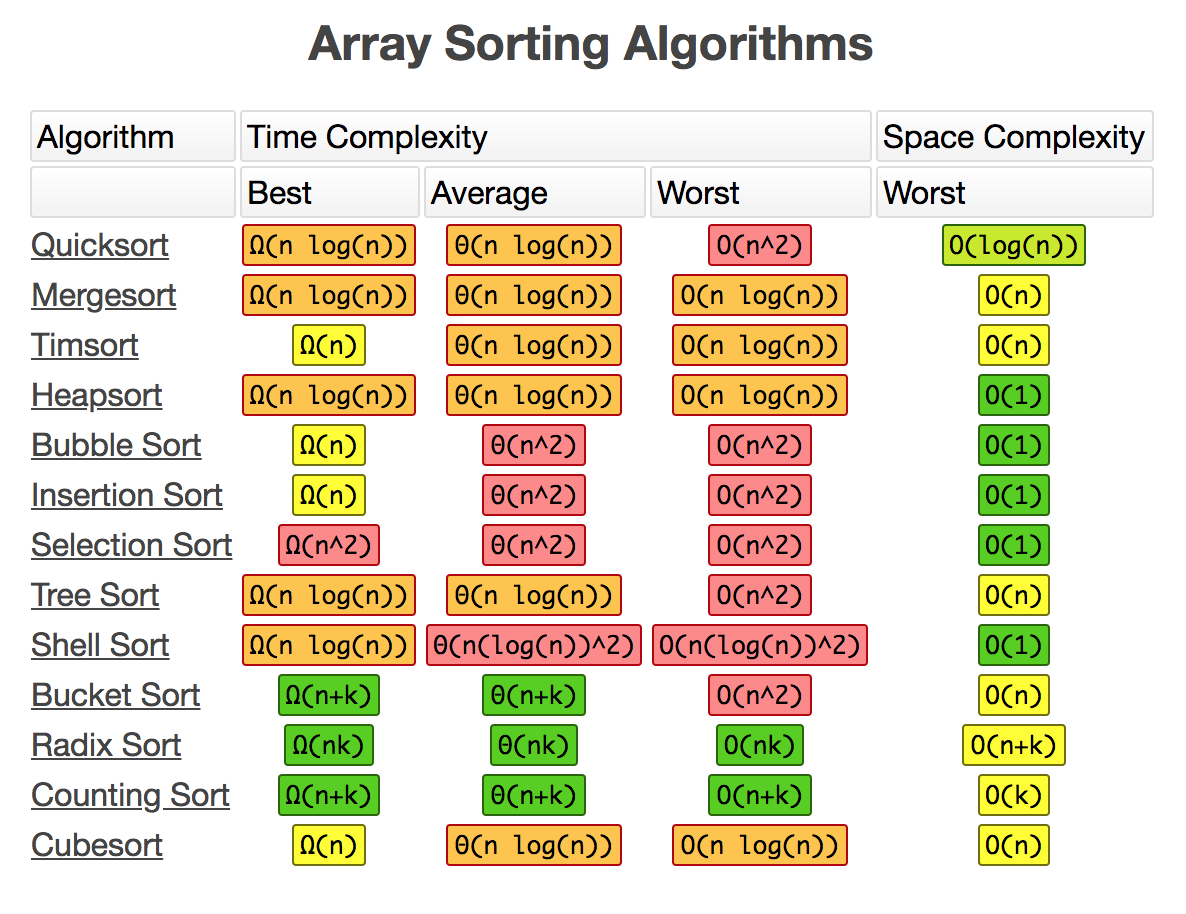 Array Sorting Algorithms
Algorithm Time Complexity Space Complexity
Best Average Worst Worst
Quicksort Ω(n log(n)) Θ(n log(n)) O(n^2) O(log(n))
Mergesort Ω(n log(n)) Θ(n log(n)) O(n log(n)) O(n)
Timsort Ω(n) Θ(n log(n)) O(n log(n)) O(n)
Heapsort Ω(n log(n)) Θ(n log(n)) O(n log(n)) O(1)
Bubble Sort Ω(n) Θ(n^2) O(n^2) O(1)
Insertion Sort Ω(n) Θ(n^2) O(n^2) O(1)
Selection Sort Ω(n^2) Θ(n^2) O(n^2) O(1)
Tree Sort Ω(n log(n)) Θ(n log(n)) O(n^2) O(n)
Shell Sort Ω(n log(n)) Θ(n(log(n))^2) O(n(log(n))^2) O(1)
Bucket Sort Ω(n+k) Θ(n+k) O(n^2) O(n)
Radix Sort Ω(nk) Θ(nk) O(nk) O(n+k)
Counting Sort Ω(n+k) Θ(n+k) O(n+k) O(k)
Cubesort Ω(n) Θ(n log(n)) O(n log(n)) O(n)